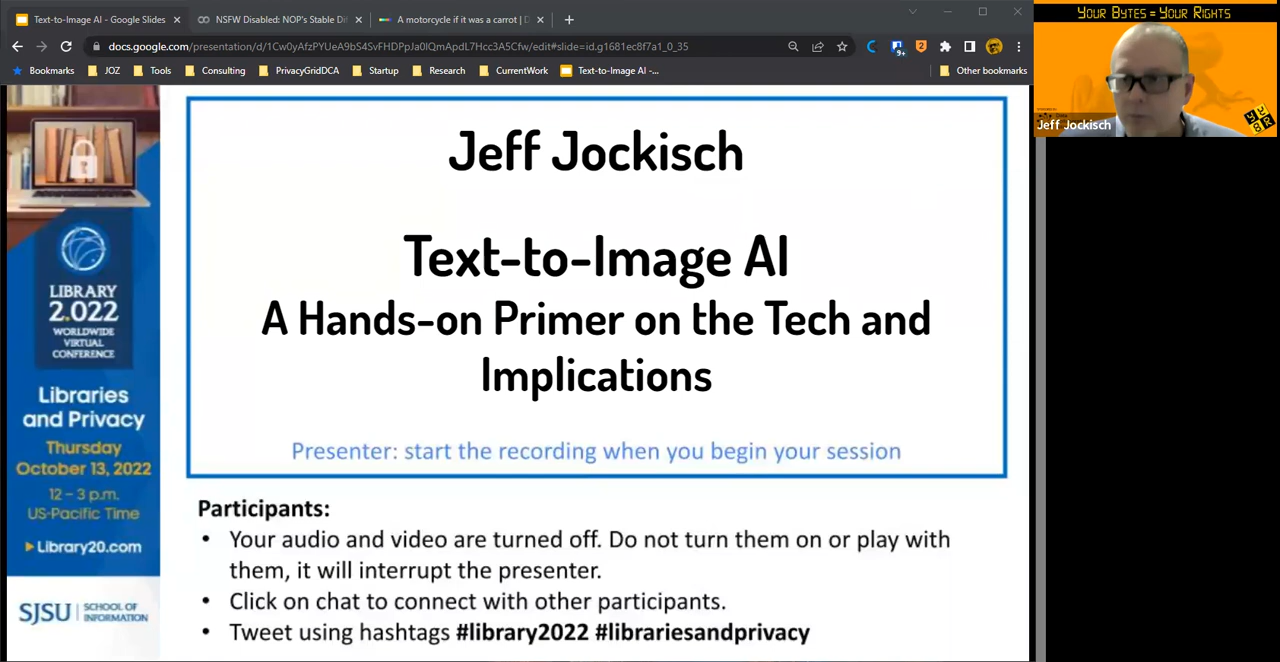 Text-to-Image AI - Google Slides
NSFW Disabled: NOP's Stable Dif
A motorcycle if it was a carrot | D
docs.google.com/presentation/d/1Cw0yAfzPYUeA9bS4SvFHDPpJa0lQmApdL7Hcc3A5Cfw/edit#slide=id.g1681ec8f7a1_0_35
9+
2
Bookmarks
JOZ
Tools
Consulting
PrivacyGridDCA
Startup
Research
CurrentWork
Text-to-Image AI -...
Other bookmarks
YOUR BYTES = YOUR RIGHTS
Jeff Jockisch
LIBRARY
2.022
WORLDWIDE
VIRTUAL
CONFERENCE
Libraries
and Privacy
Thursday
October 13, 2022
12 – 3 p.m.
US-Pacific Time
Library20.com
SJSU | SCHOOL OF
INFORMATION
Jeff Jockisch
Text-to-Image AI
A Hands-on Primer on the Tech and
Implications
Presenter: start the recording when you begin your session
Participants:
• Your audio and video are turned off. Do not turn them on or play with
them, it will interrupt the presenter.
• Click on chat to connect with other participants.
• Tweet using hashtags #library2022 #librariesandprivacy